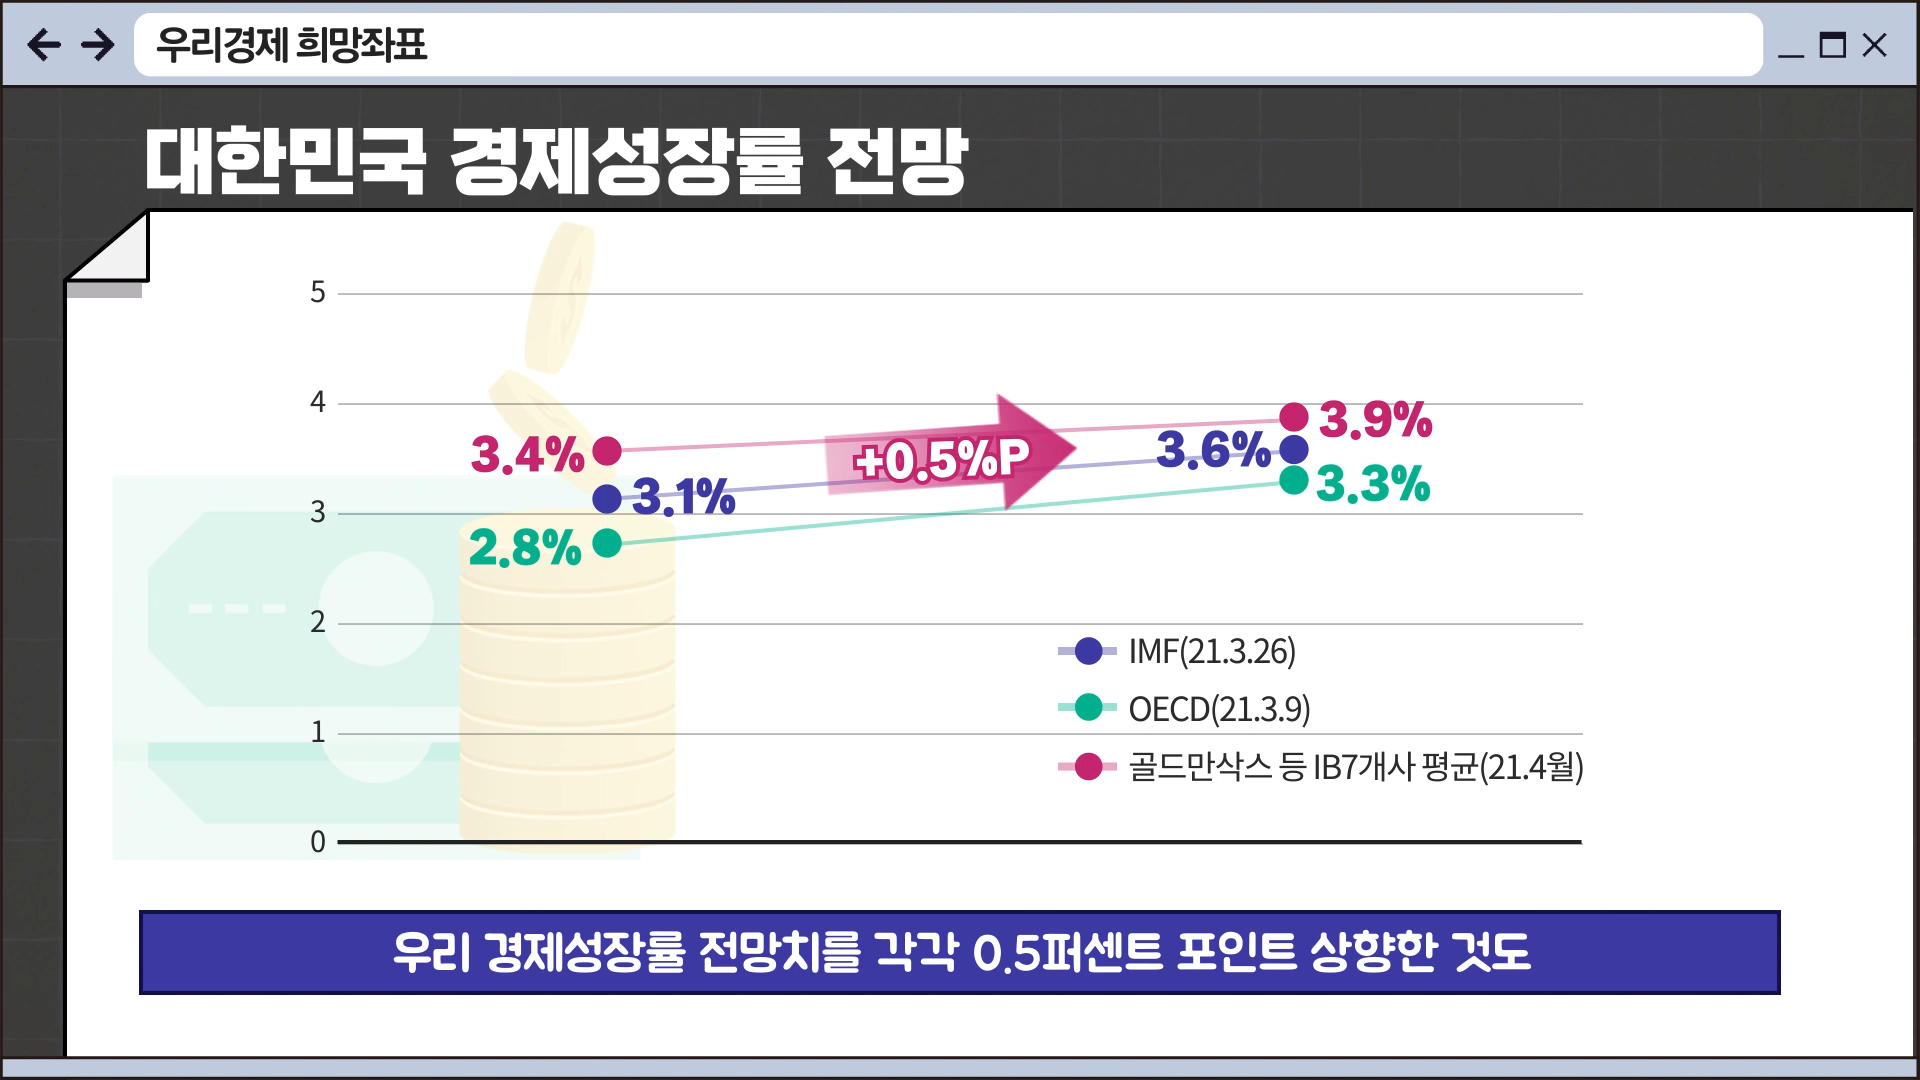 우리경제 희망좌표
대한민국 경제성장률 전망
5
4
3
2
1
0
3.4%
3.1%
2.8%
+0.5%P
3.9%
3.6%
3.3%
IMF(21.3.26)
OECD(21.3.9)
골드만삭스 등 IB7개사 평균(21.4월)
우리 경제성장률 전망치를 각각 0.5퍼센트 포인트 상향한 것도